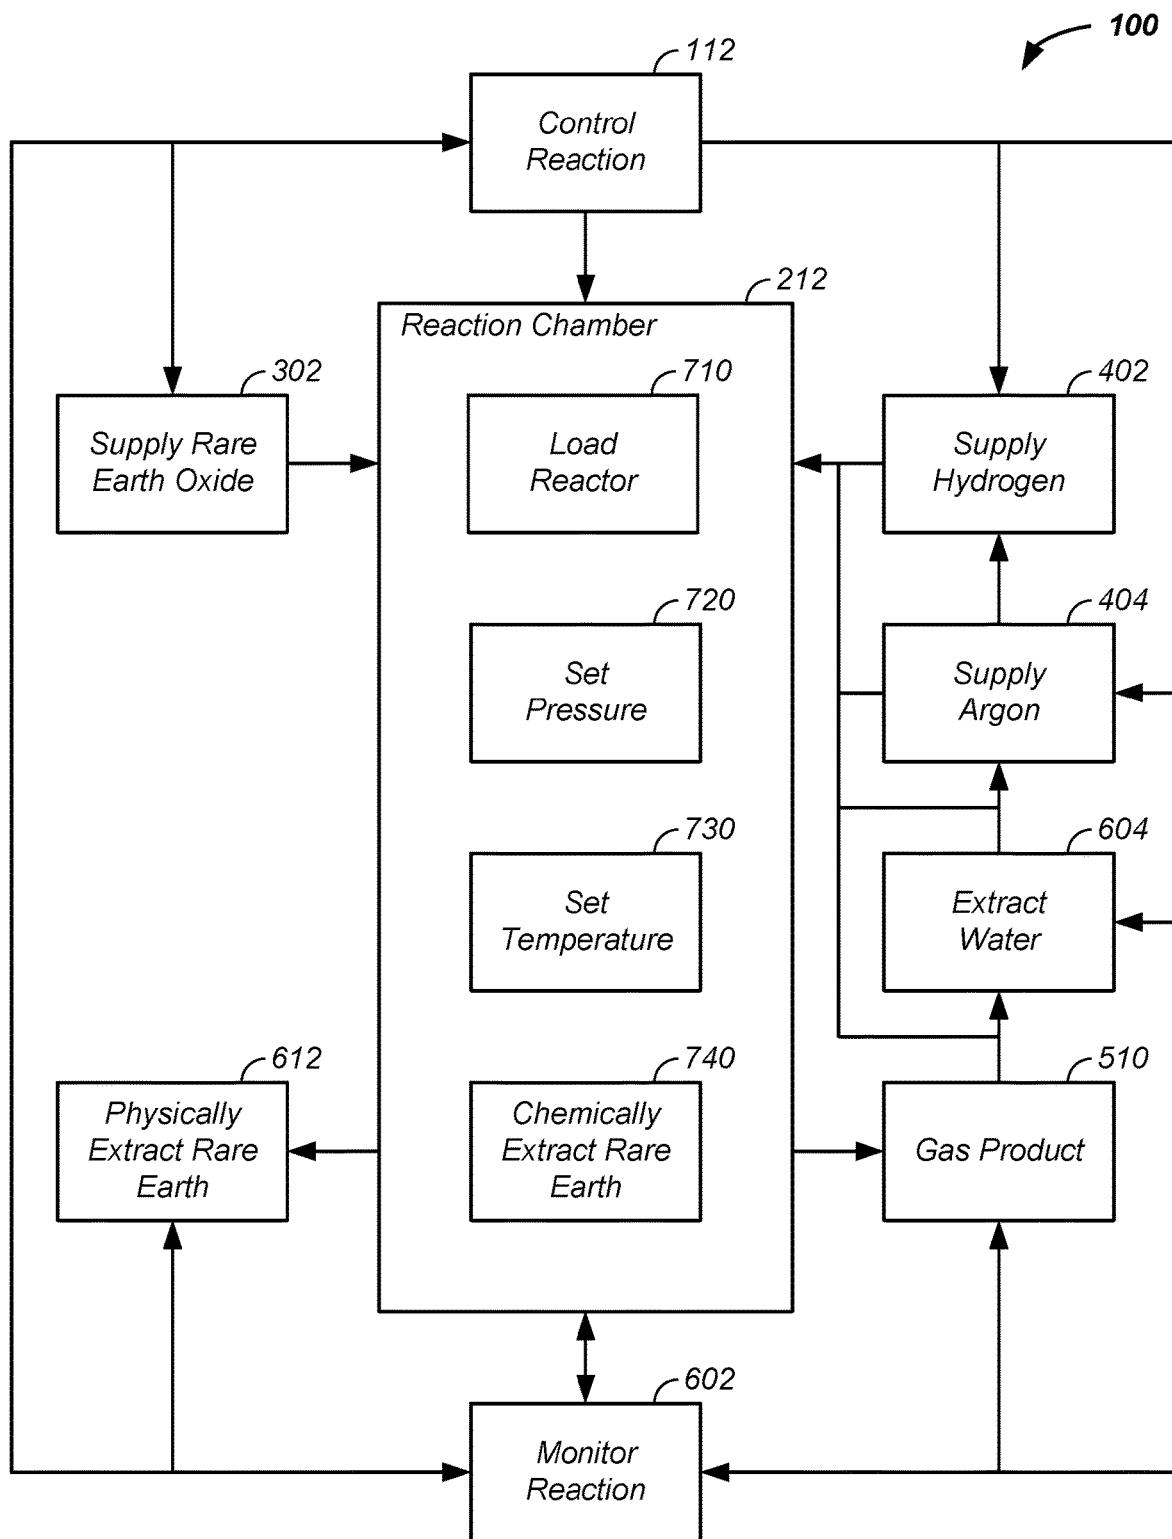 100
112
Control
Reaction
212
Reaction Chamber
302
Supply Rare
Earth Oxide
710
Load
Reactor
402
Supply
Hydrogen
720
Set
Pressure
404
Supply
Argon
730
Set
Temperature
604
Extract
Water
612
Physically
Extract Rare
Earth
740
Chemically
Extract Rare
Earth
510
Gas Product
602
Monitor
Reaction